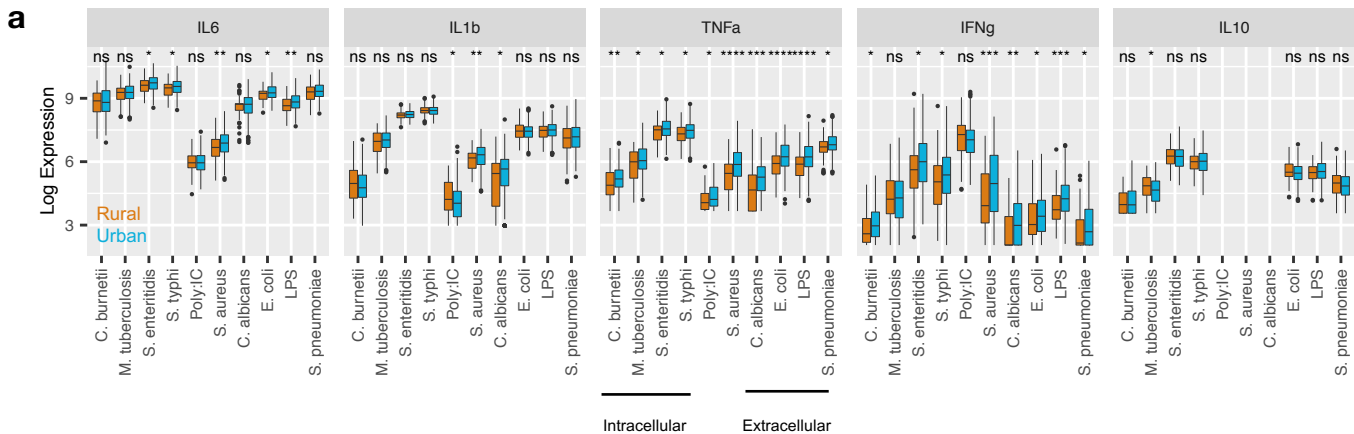 a
IL6 IL1b TNFa IFNg IL10
ns ns * * ns ** ns * ** ns ns ns ns ns * ** * ns ns ns ** * * * * **** *** **** **** * * ns * * ns *** ** * *** * ns * ns ns ns ns ns
9
6
3
Log Expression
Rural
Urban
C. burnetii M. tuberculosis S. enteritidis S. typhi Poly:IC S. aureus C. albicans E. coli LPS S. pneumoniae
C. burnetii M. tuberculosis S. enteritidis S. typhi Poly:IC S. aureus C. albicans E. coli LPS S. pneumoniae
C. burnetii M. tuberculosis S. enteritidis S. typhi Poly:IC S. aureus C. albicans E. coli LPS S. pneumoniae
C. burnetii M. tuberculosis S. enteritidis S. typhi Poly:IC S. aureus C. albicans E. coli LPS S. pneumoniae
C. burnetii M. tuberculosis S. enteritidis S. typhi Poly:IC S. aureus C. albicans E. coli LPS S. pneumoniae
Intracellular Extracellular